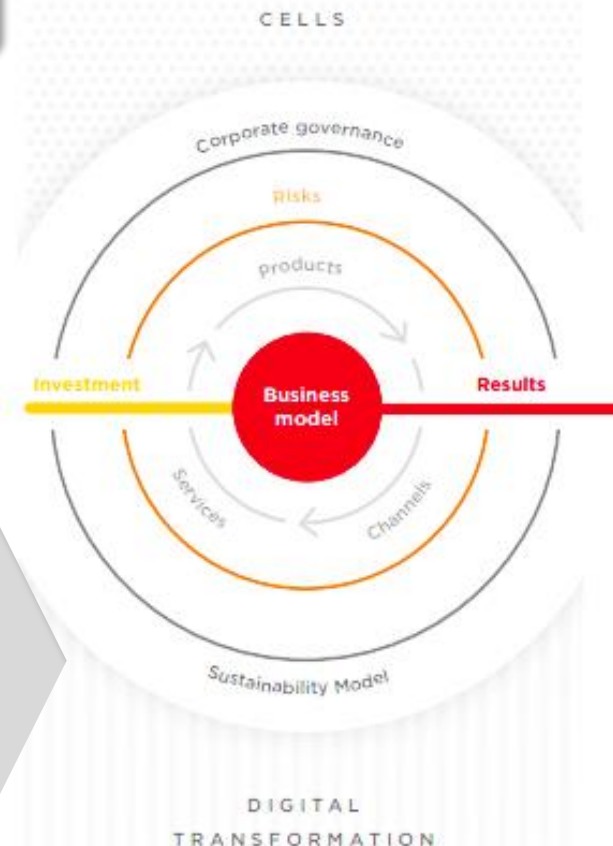 CELLS
Corporate governance
Risks
products
Investment
Results
Business
model
Services
Channels
Sustainability Model
DIGITAL
TRANSFORMATION